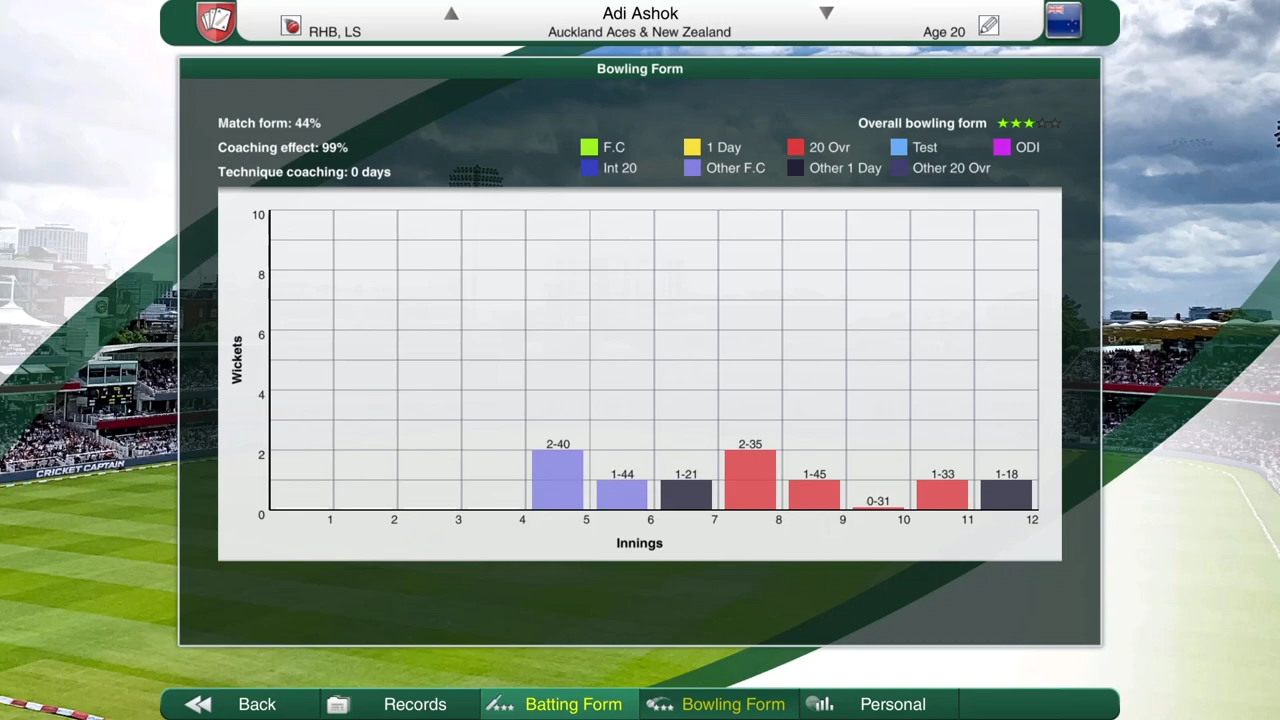 Adi Ashok
RHB, LS
Auckland Aces & New Zealand
Age 20
Bowling Form
Match form: 44%
Overall bowling form
Coaching effect: 99%
F.C
1 Day
20 Ovr
Test
ODI
Technique coaching: 0 days
Int 20
Other F.C
Other 1 Day
Other 20 Ovr
10
8
6
4
2
0
Wickets
2-40
1-44
1-21
2-35
1-45
0-31
1-33
1-18
1
2
3
4
5
6
7
8
9
10
11
12
Innings
CRICKET CAPTAIN
Back
Records
Batting Form
Bowling Form
Personal